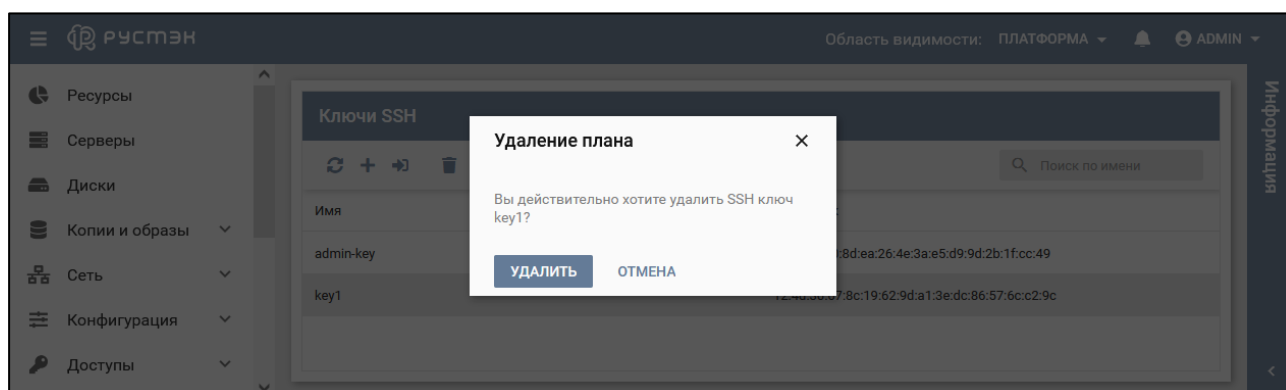 РУСТЭК
Область видимости: ПЛАТФОРМА
ADMIN
Ресурсы
Серверы
Диски
Копии и образы
Сеть
Конфигурация
Доступы
Ключи SSH
Поиск по имени
Имя
admin-key
:8d:ea:26:4e:3a:e5:d9:9d:2b:1f:cc:49
key1
:8c:19:62:9d:a1:3e:dc:86:57:6c:c2:9c
Удаление плана
Вы действительно хотите удалить SSH ключ
key1?
УДАЛИТЬ ОТМЕНА
Информация